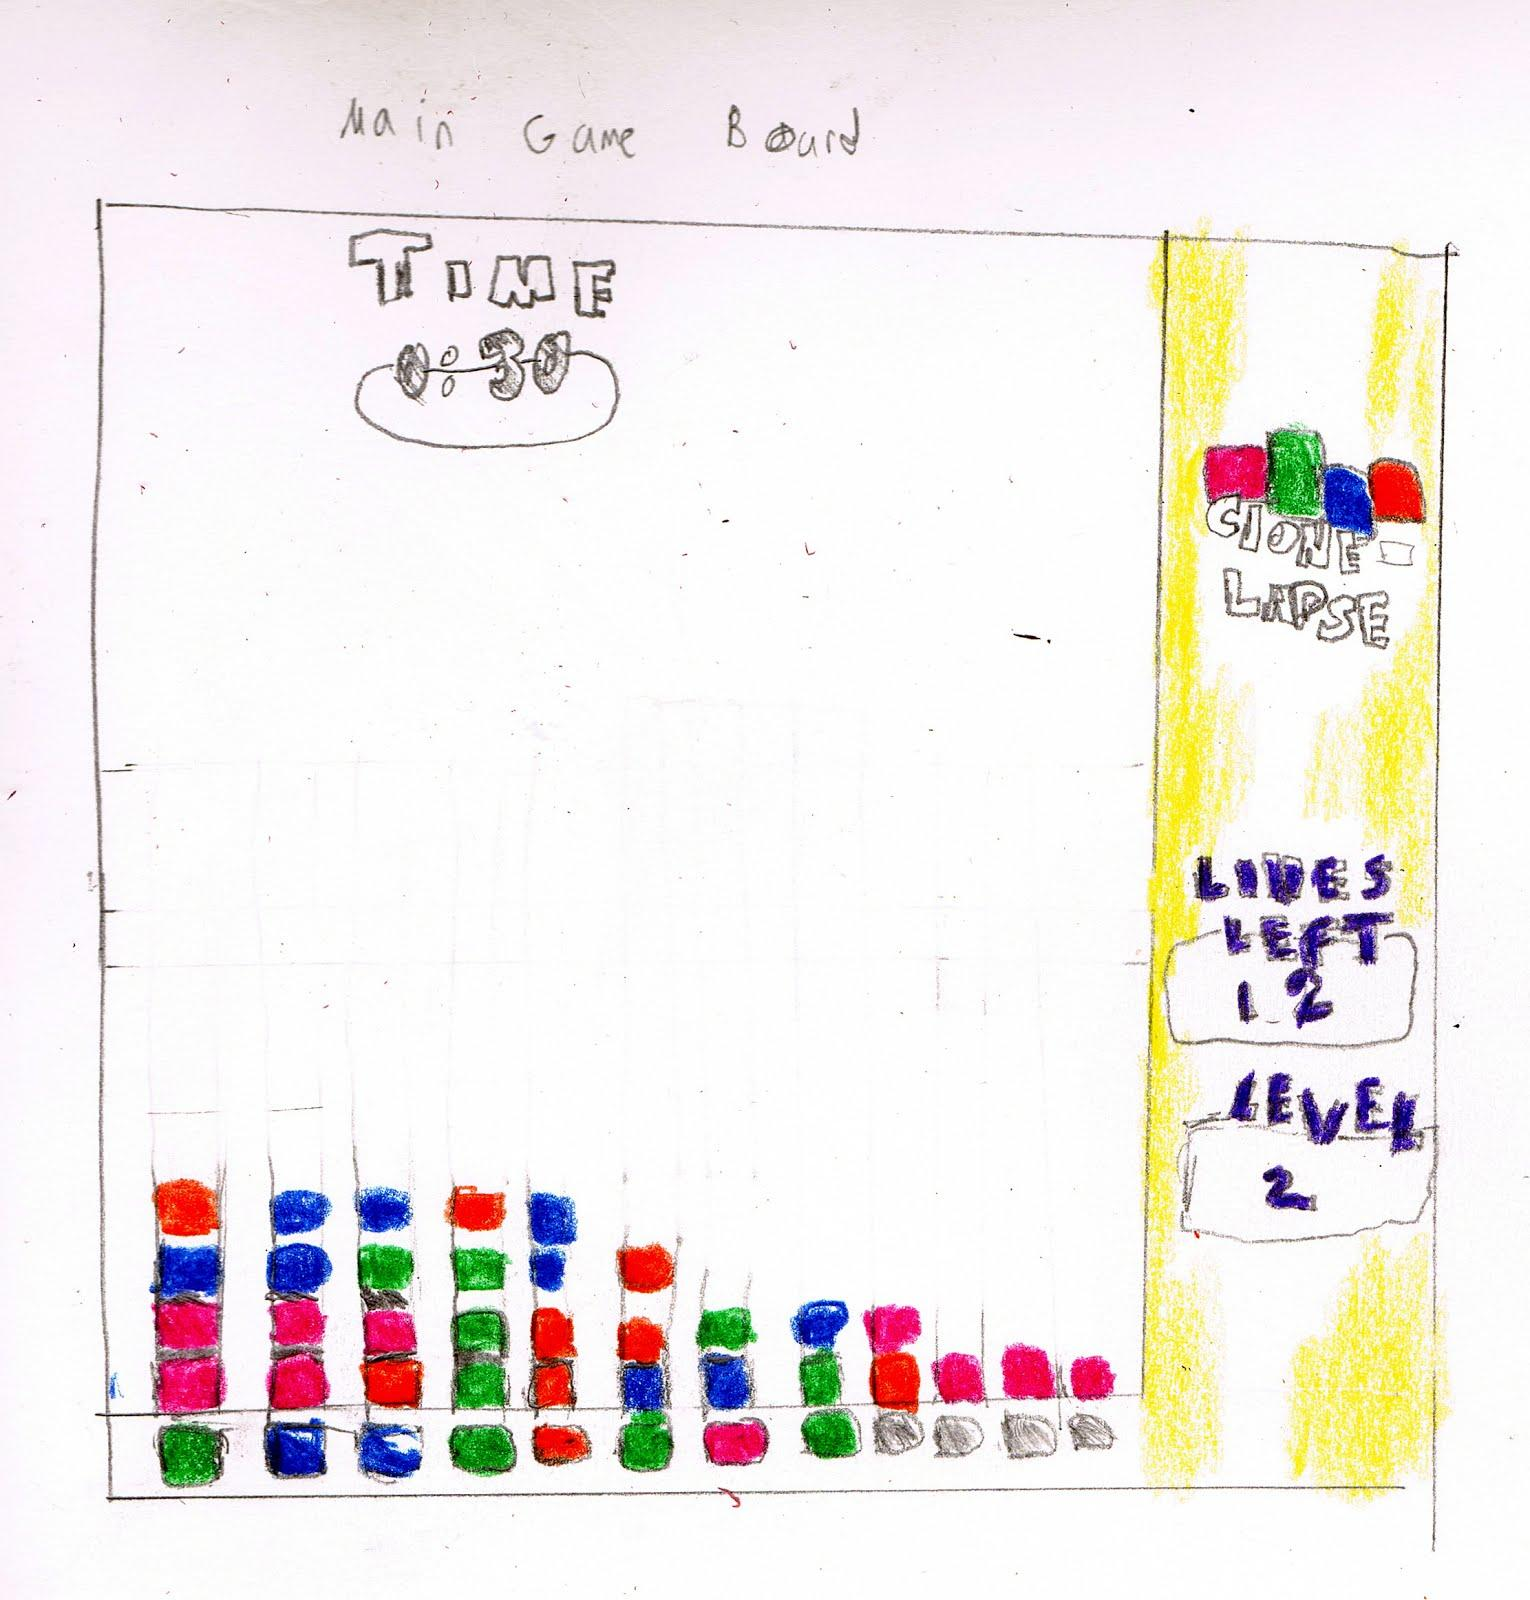 Main Game Board
TIME
0:30
CLONE-
LAPSE
LIVES
LEFT
12
LEVEL
2